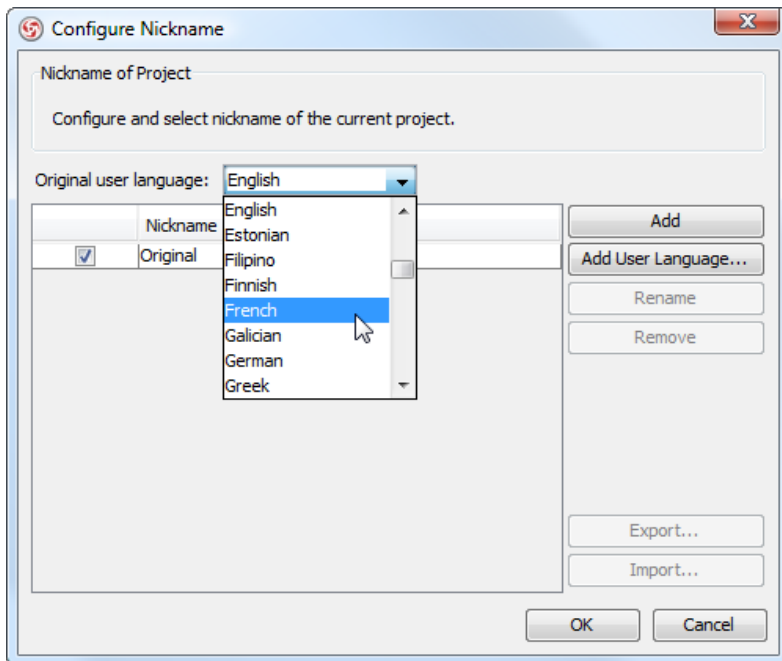 Configure Nickname
Nickname of Project
Configure and select nickname of the current project.
Original user language: English
English
Estonian
Filipino
Finnish
French
Galician
German
Greek
Nickname
Original
Add
Add User Language...
Rename
Remove
Export...
Import...
OK
Cancel